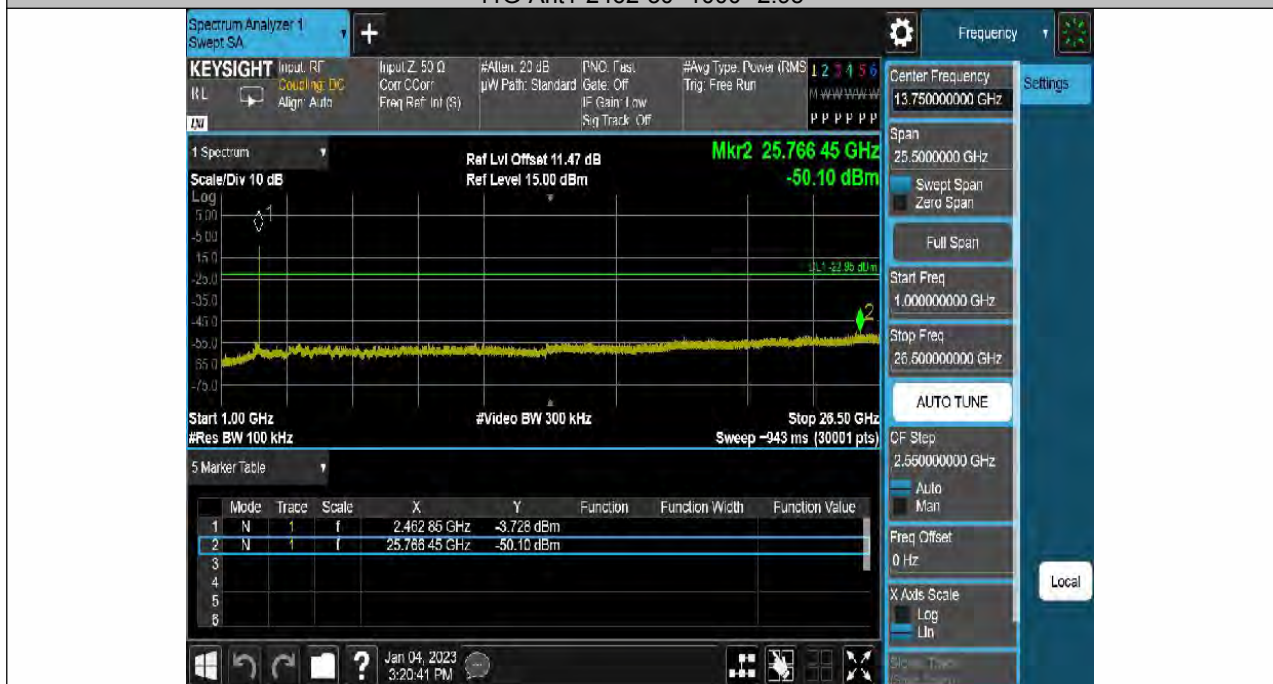 Spectrum Analyzer 1
Swept SA
+
Frequency
KEYSIGHT
Input: RF
Coupling: DC
Align: Auto
RL
LXI
Input Z: 50 Ω
Corr CCorr
Freq Ref: Int (S)
#Atten: 20 dB
µW Path: Standard
PNO: Fast
Gate: Off
IF Gain: Low
Sig Track: Off
#Avg Type: Power (RMS
Trig: Free Run
1 2 3 4 5 6
M W W W W W
P P P P P P
1 Spectrum
Scale/Div 10 dB
Ref Lvl Offset 11.47 dB
Ref Level 15.00 dBm
Mkr2 25.766 45 GHz
-50.10 dBm
Log
5.00
-5.00
-15.0
-25.0
-35.0
-45.0
-55.0
-65.0
-75.0
1
DL1 -22.95 dBm
2
Start 1.00 GHz
#Video BW 300 kHz
Stop 26.50 GHz
#Res BW 100 kHz
Sweep ~943 ms (30001 pts)
5 Marker Table
Mode Trace Scale X Y Function Function Width Function Value
1 N 1 f 2.462 85 GHz -3.728 dBm
2 N 1 f 25.766 45 GHz -50.10 dBm
3
4
5
6
Center Frequency
13.750000000 GHz
Settings
Span
25.5000000 GHz
Swept Span
Zero Span
Full Span
Start Freq
1.000000000 GHz
Stop Freq
26.500000000 GHz
AUTO TUNE
CF Step
2.550000000 GHz
Auto
Man
Freq Offset
0 Hz
X Axis Scale
Log
Lin
Local
?
Jan 04, 2023
3:20:41 PM